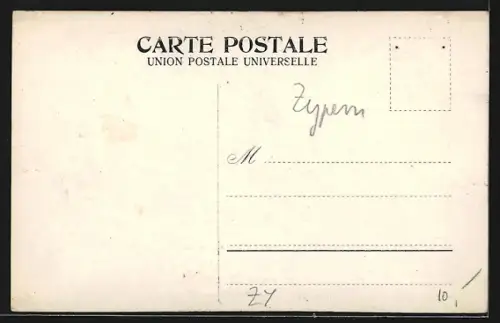 CARTE POSTALE
UNION POSTALE UNIVERSELLE
Zypern
M
ZY
10